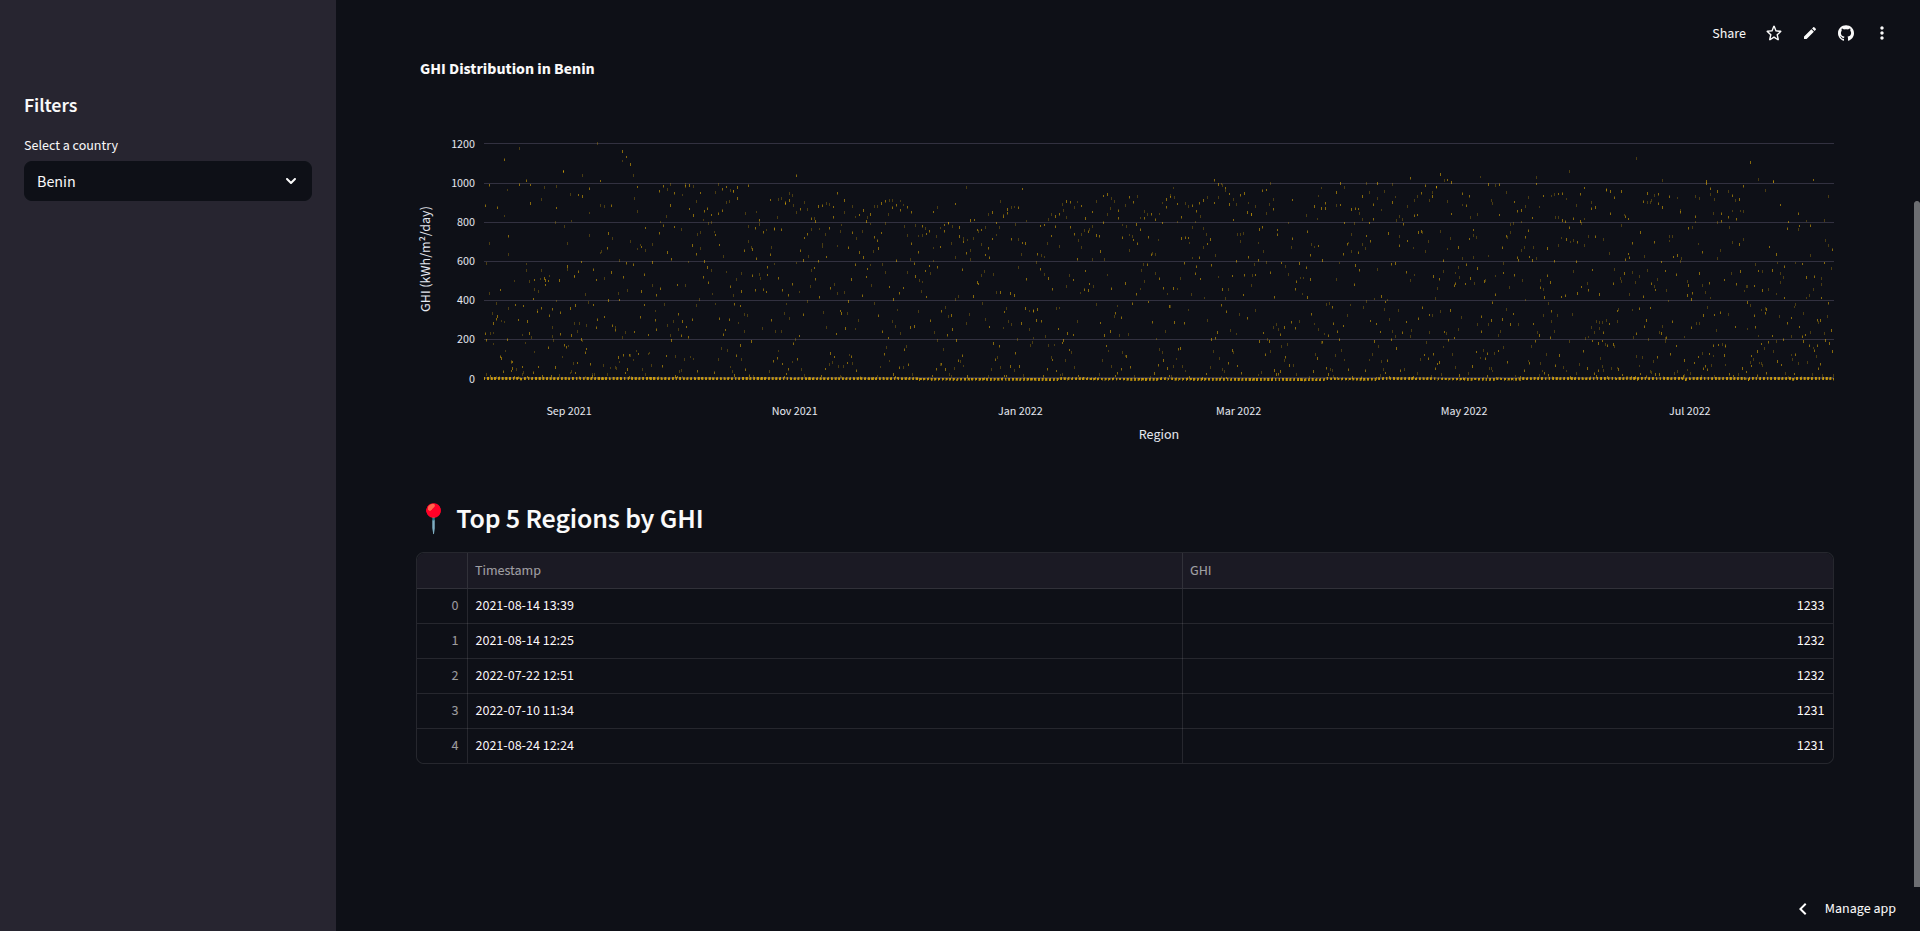 Share
Filters
Select a country
Benin
GHI Distribution in Benin
GHI (kWh/m²/day)
1200
1000
800
600
400
200
0
Sep 2021 Nov 2021 Jan 2022 Mar 2022 May 2022 Jul 2022
Region
Top 5 Regions by GHI
Timestamp GHI
0 2021-08-14 13:39 1233
1 2021-08-14 12:25 1232
2 2022-07-22 12:51 1232
3 2022-07-10 11:34 1231
4 2021-08-24 12:24 1231
Manage app